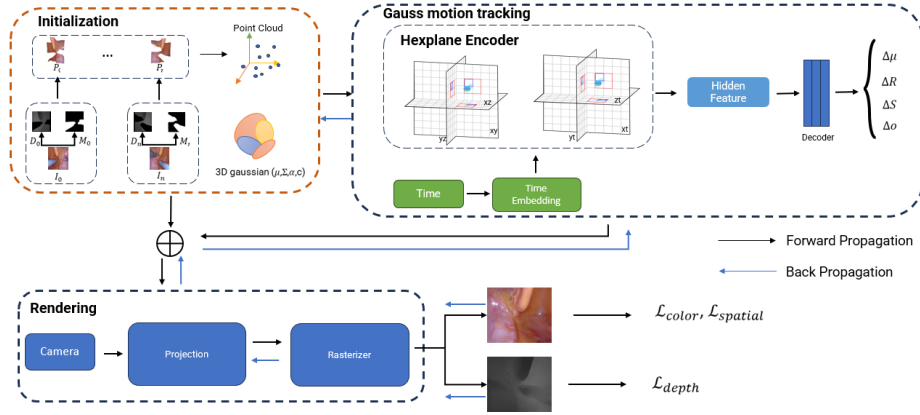 Initialization
Point Cloud
P_i
...
P_t
D_0
M_0
I_0
D_n
M_t
I_n
3D gaussian (μ,Σ,α,c)
Gauss motion tracking
Hexplane Encoder
xz
xy
yz
zt
xt
yt
Hidden
Feature
Decoder
Δμ
ΔR
ΔS
Δo
Time
Time
Embedding
Forward Propagation
Back Propagation
Rendering
Camera
Projection
Rasterizer
ℒ_color, ℒ_spatial
ℒ_depth